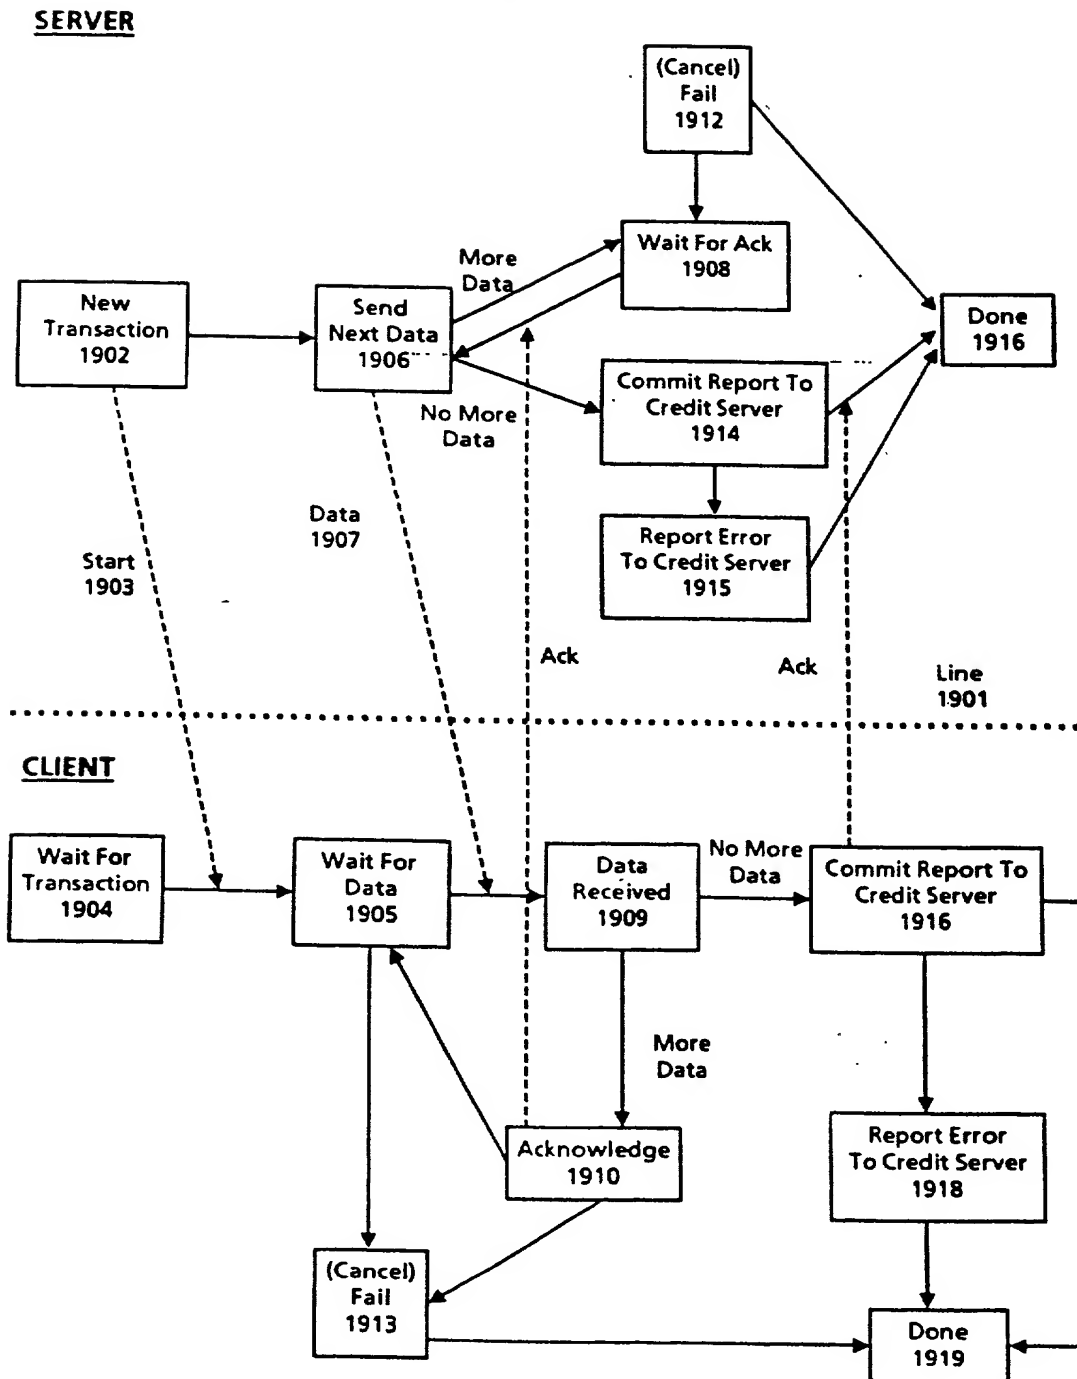 SERVER
(Cancel)
Fail
1912
Wait For Ack
1908
More
Data
New
Transaction
1902
Send
Next Data
1906
Done
1916
Commit Report To
Credit Server
1914
No More
Data
Data
1907
Report Error
To Credit Server
1915
Start
1903
Ack
Ack
Line
1901
CLIENT
Wait For
Transaction
1904
Wait For
Data
1905
Data
Received
1909
No More
Data
Commit Report To
Credit Server
1916
More
Data
Acknowledge
1910
Report Error
To Credit Server
1918
(Cancel)
Fail
1913
Done
1919